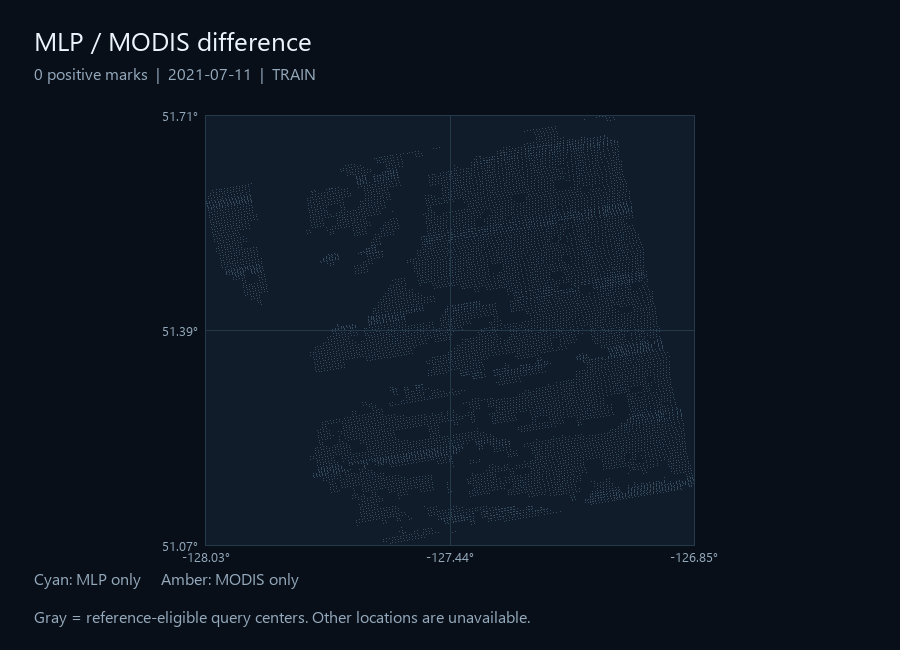 MLP / MODIS difference
0 positive marks | 2021-07-11 | TRAIN
51.71°
51.39°
51.07°
-128.03° -127.44° -126.85°
Cyan: MLP only Amber: MODIS only
Gray = reference-eligible query centers. Other locations are unavailable.